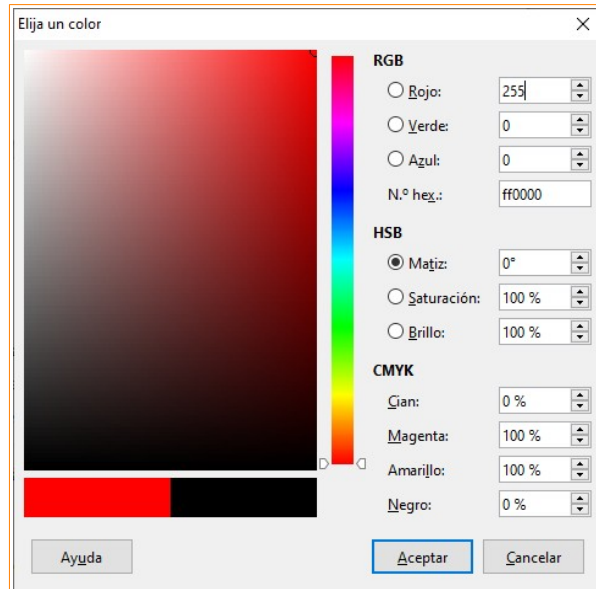 Elija un color
RGB
Rojo: 255
Verde: 0
Azul: 0
N.º hex.: ff0000
HSB
Matiz: 0°
Saturación: 100 %
Brillo: 100 %
CMYK
Cian: 0 %
Magenta: 100 %
Amarillo: 100 %
Negro: 0 %
Ayuda Aceptar Cancelar